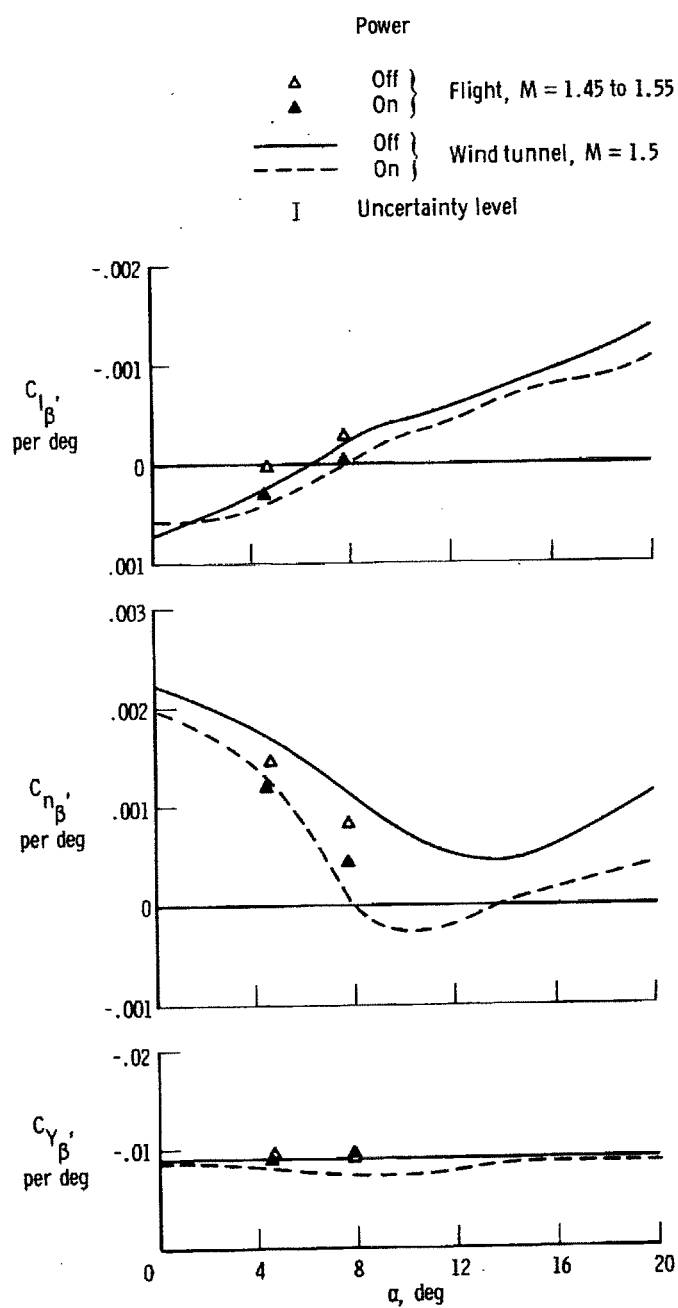 Power
Off
On
Flight, M = 1.45 to 1.55
Off
On
Wind tunnel, M = 1.5
Uncertainty level
-.002
-.001
0
.001
C_lβ,
per deg
.003
.002
.001
0
-.001
C_nβ,
per deg
-.02
-.01
C_Yβ,
per deg
0 4 8 12 16 20
α, deg